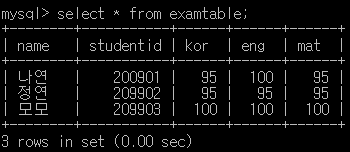 mysql> select * from examtable;
+------+-----------+-----+-----+-----+
| name | studentid | kor | eng | mat |
+------+-----------+-----+-----+-----+
| 나연 | 200901 | 95 | 100 | 95 |
| 정연 | 209902 | 95 | 95 | 95 |
| 모모 | 209903 | 100 | 100 | 100 |
+------+-----------+-----+-----+-----+
3 rows in set (0.00 sec)